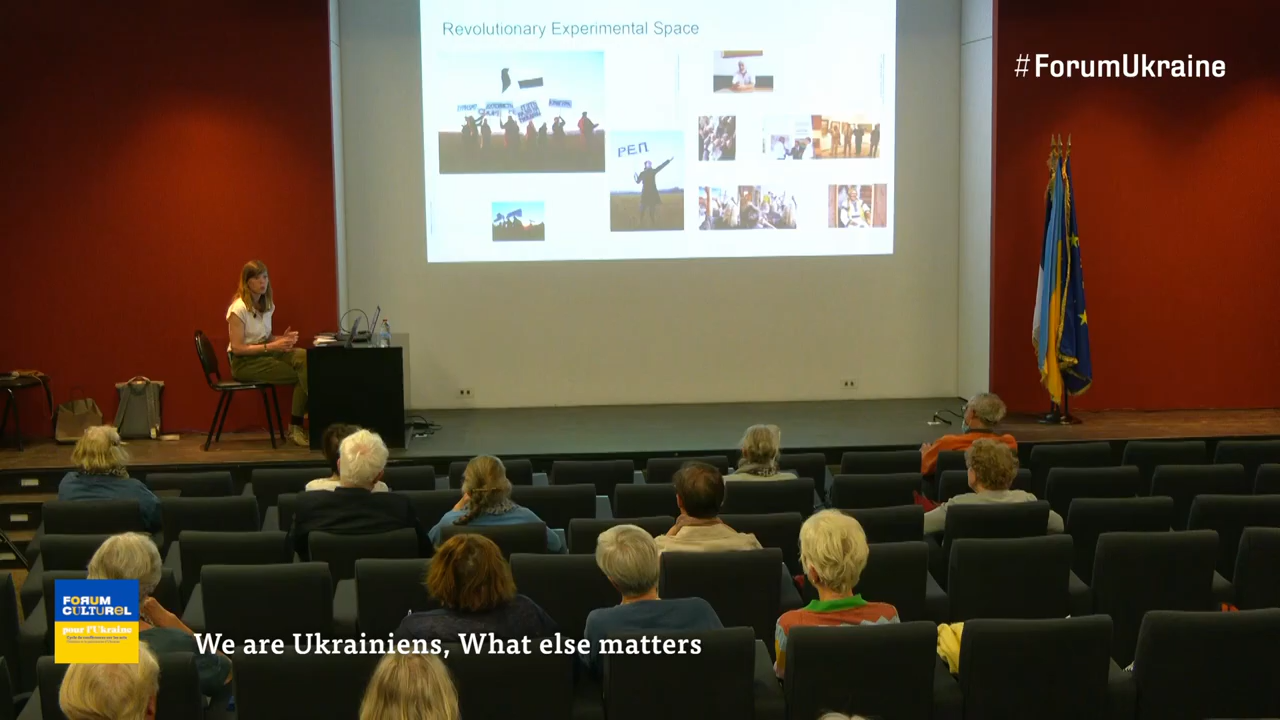 Revolutionary Experimental Space
#ForumUkraine
РЕП
FORUM
CULTUREL
pour l'Ukraine
We are Ukrainiens, What else matters